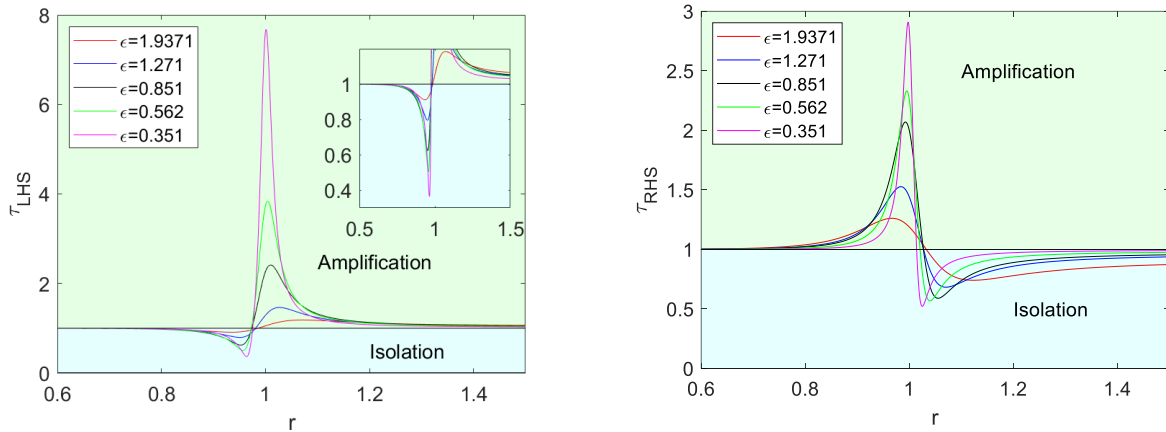 8
6
4
2
0
τLHS
ϵ=1.9371
ϵ=1.271
ϵ=0.851
ϵ=0.562
ϵ=0.351
1
0.8
0.6
0.4
0.5
1
1.5
Amplification
Isolation
0.6
0.8
1
1.2
1.4
r
3
2.5
2
1.5
1
0.5
0
τRHS
ϵ=1.9371
ϵ=1.271
ϵ=0.851
ϵ=0.562
ϵ=0.351
Amplification
Isolation
0.6
0.8
1
1.2
1.4
r